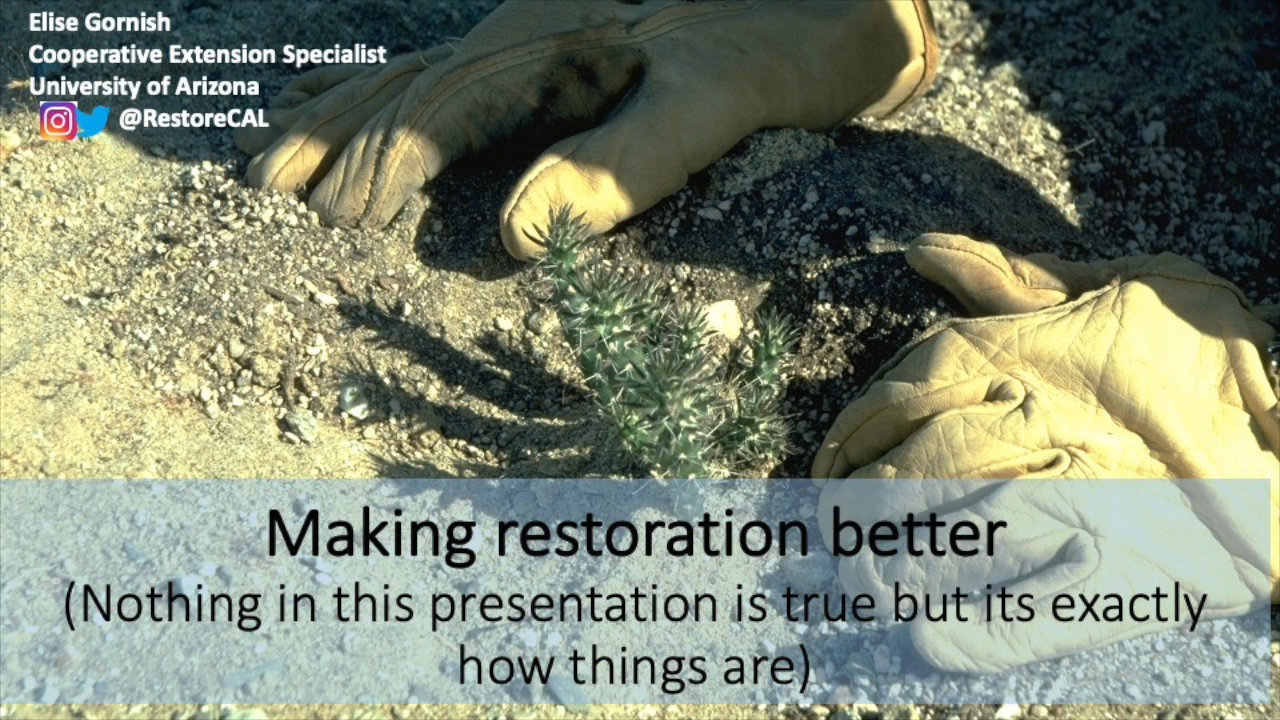 Elise Gornish
Cooperative Extension Specialist
University of Arizona
@RestoreCAL
Making restoration better
(Nothing in this presentation is true but its exactly
how things are)